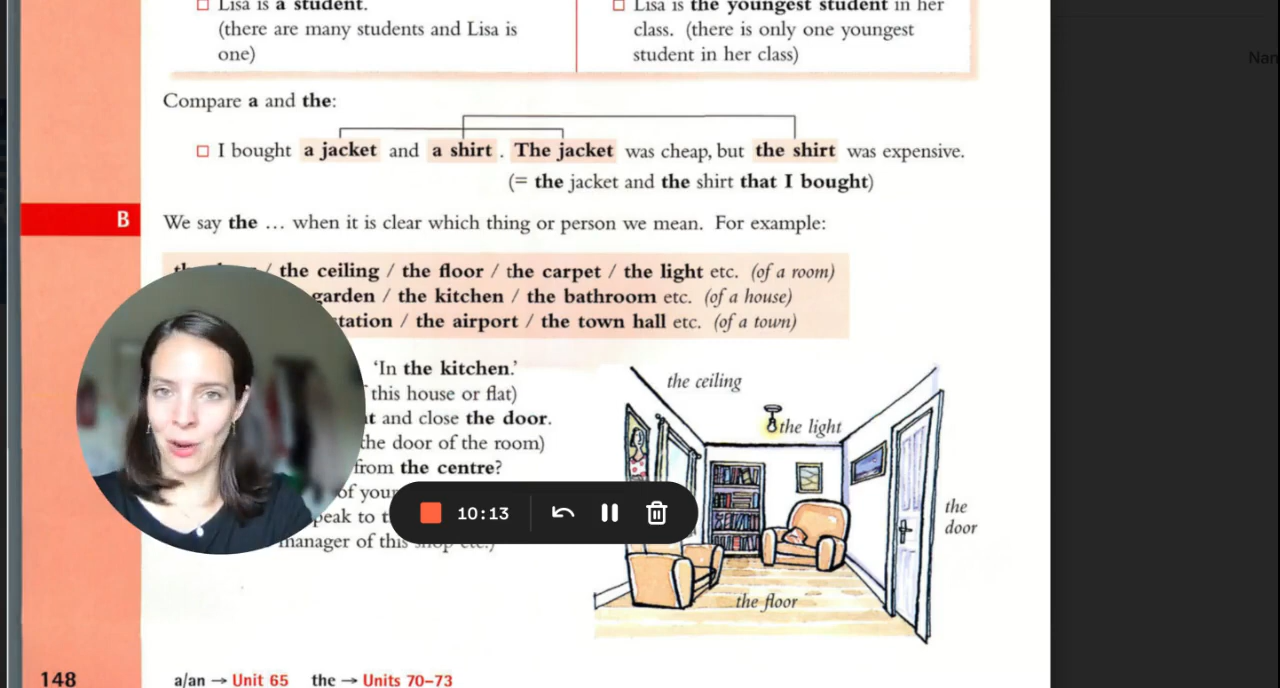 Lisa is a student.
(there are many students and Lisa is
one)
Lisa is the youngest student in her
class. (there is only one youngest
student in her class)
Nan
Compare a and the:
I bought a jacket and a shirt . The jacket was cheap, but the shirt was expensive.
(= the jacket and the shirt that I bought)
B
We say the … when it is clear which thing or person we mean. For example:
/ the ceiling / the floor / the carpet / the light etc. (of a room)
garden / the kitchen / the bathroom etc. (of a house)
station / the airport / the town hall etc. (of a town)
'In the kitchen.'
this house or flat)
and close the door.
the door of the room)
from the centre?
of your
speak to
manager of this shop etc.)
10:13
the ceiling
the light
the
door
the floor
148
a/an → Unit 65 the → Units 70–73